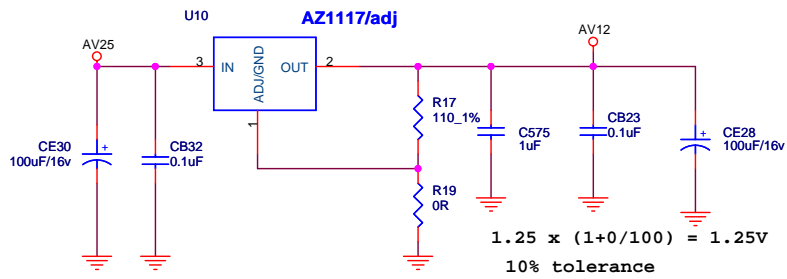 U10
AZ1117/adj
AV25
AV12
3
IN
OUT
2
ADJ/GND
1
R17
110_1%
C575
1uF
CB23
0.1uF
CE28
100uF/16v
CE30
100uF/16v
CB32
0.1uF
R19
0R
1.25 x (1+0/100) = 1.25V
10% tolerance